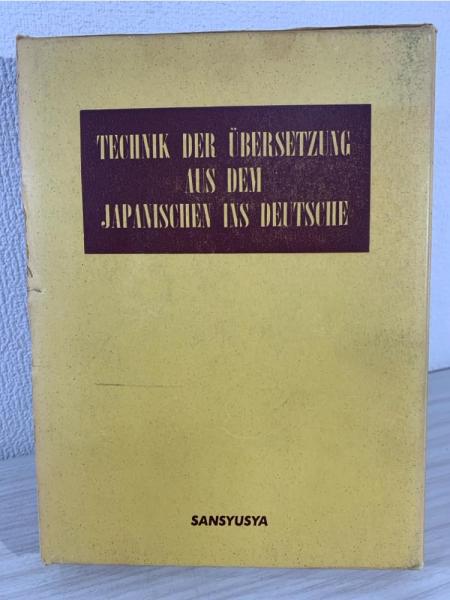 TECHNIK DER ÜBERSETZUNG
AUS DEM
JAPANISCHEN INS DEUTSCHE
SANSYUSYA